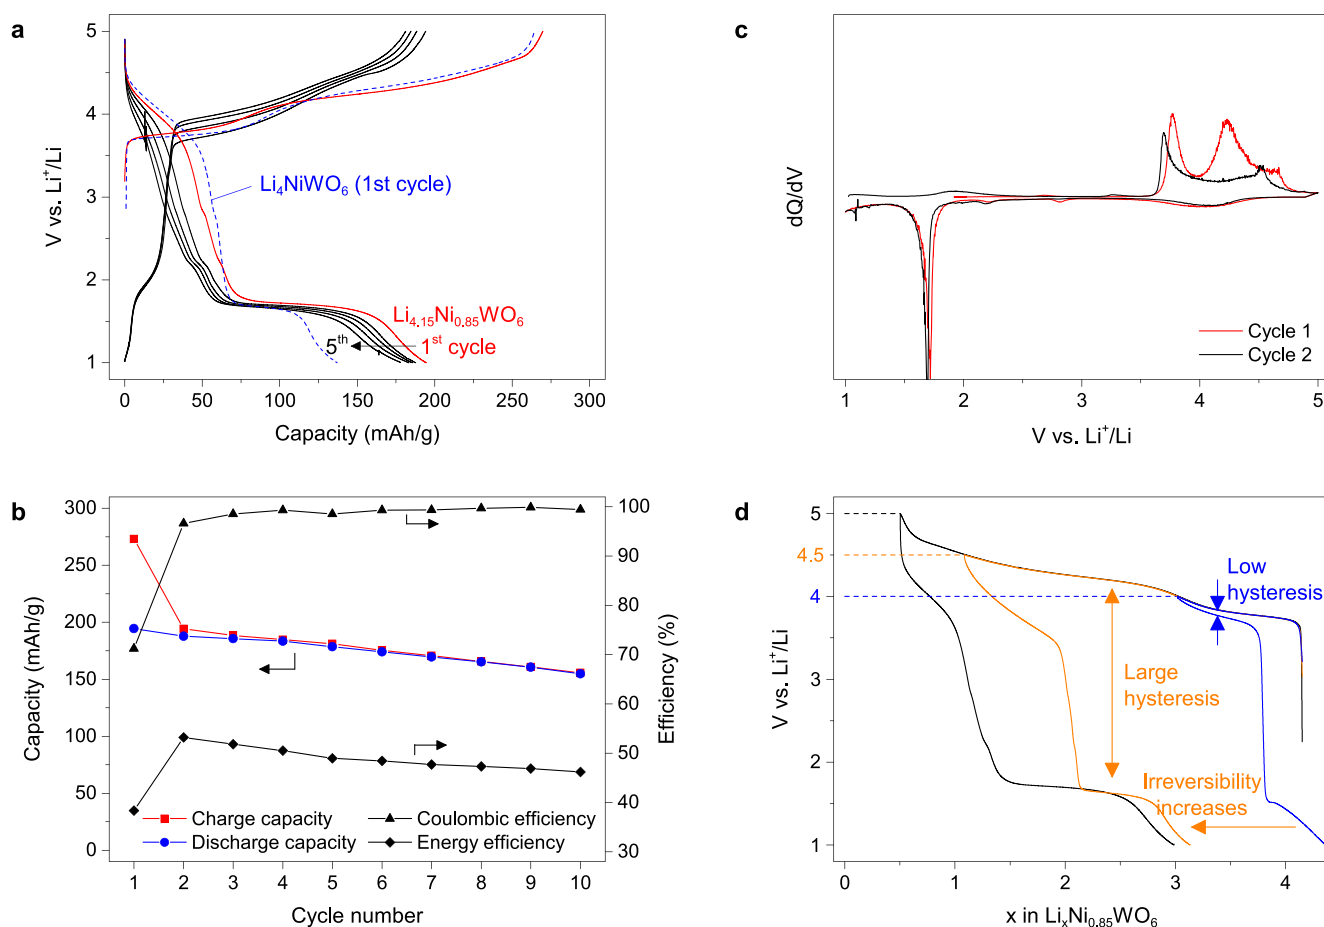 a
V vs. Li⁺/Li
5
4
3
2
1
Li₄NiWO₆ (1st cycle)
Li₄.₁₅Ni₀.₈₅WO₆
5ᵗʰ
1ˢᵗ cycle
0 50 100 150 200 250 300
Capacity (mAh/g)
c
dQ/dV
Cycle 1
Cycle 2
1 2 3 4 5
V vs. Li⁺/Li
b
Capacity (mAh/g)
300
250
200
150
100
50
0
100
90
80
70
60
50
40
30
Efficiency (%)
Charge capacity
Coulombic efficiency
Discharge capacity
Energy efficiency
1 2 3 4 5 6 7 8 9 10
Cycle number
d
V vs. Li⁺/Li
5
4.5
4
3
2
1
Low
hysteresis
Large
hysteresis
Irreversibility
increases
0 1 2 3 4
x in LiₓNi₀.₈₅WO₆